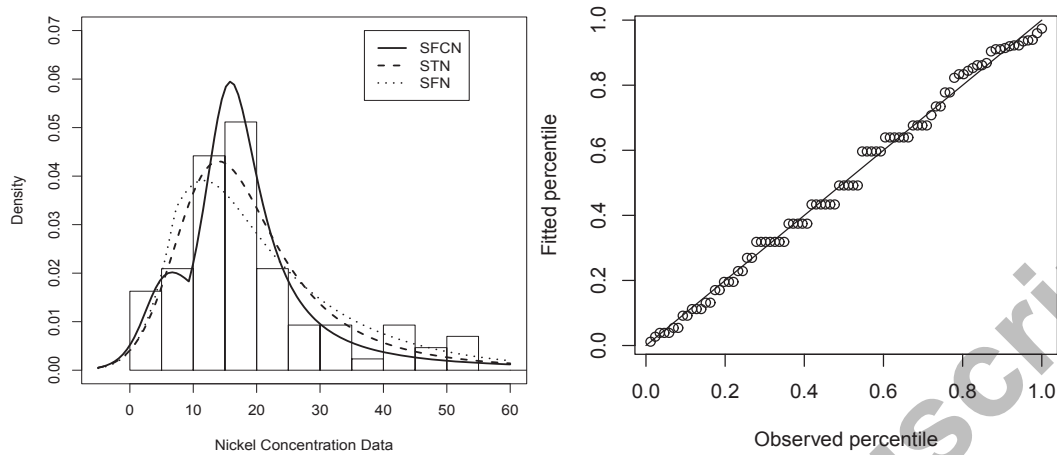 0.07
0.06
0.05
0.04
0.03
0.02
0.01
0.00
Density
SFCN
STN
SFN
0 10 20 30 40 50 60
Nickel Concentration Data
1.0
0.8
0.6
0.4
0.2
0.0
Fitted percentile
0.0 0.2 0.4 0.6 0.8 1.0
Observed percentile